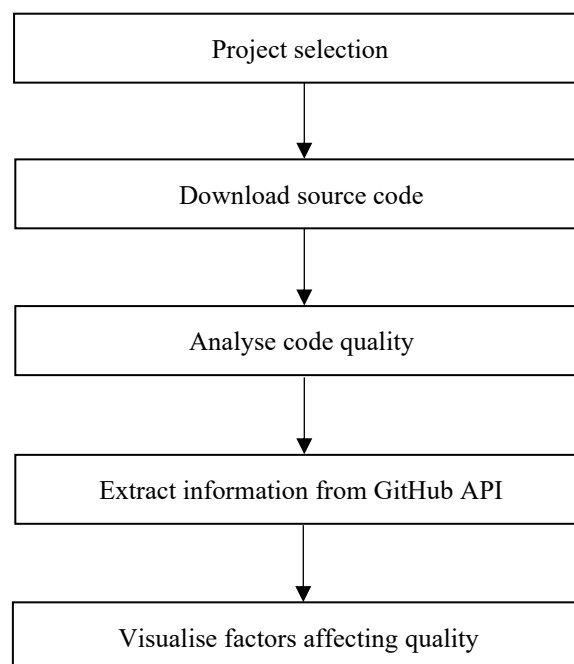 Project selection
Download source code
Analyse code quality
Extract information from GitHub API
Visualise factors affecting quality